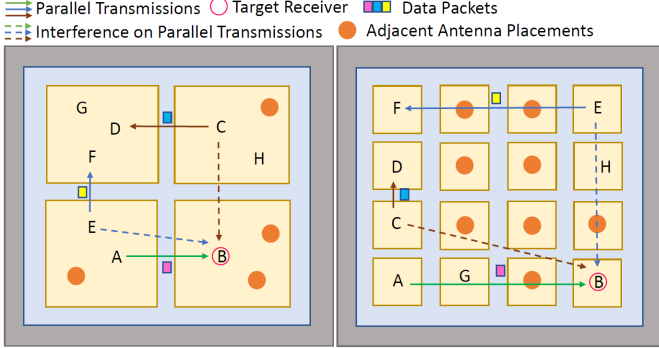 Parallel Transmissions Target Receiver Data Packets
Interference on Parallel Transmissions Adjacent Antenna Placements
G
D C
F H
E
A B
F E
D H
C
A G B